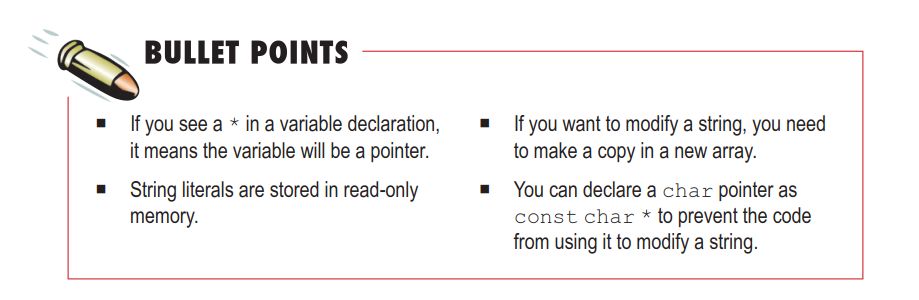 BULLET POINTS
■ If you see a * in a variable declaration,
it means the variable will be a pointer.
■ String literals are stored in read-only
memory.
■ If you want to modify a string, you need
to make a copy in a new array.
■ You can declare a char pointer as
const char * to prevent the code
from using it to modify a string.